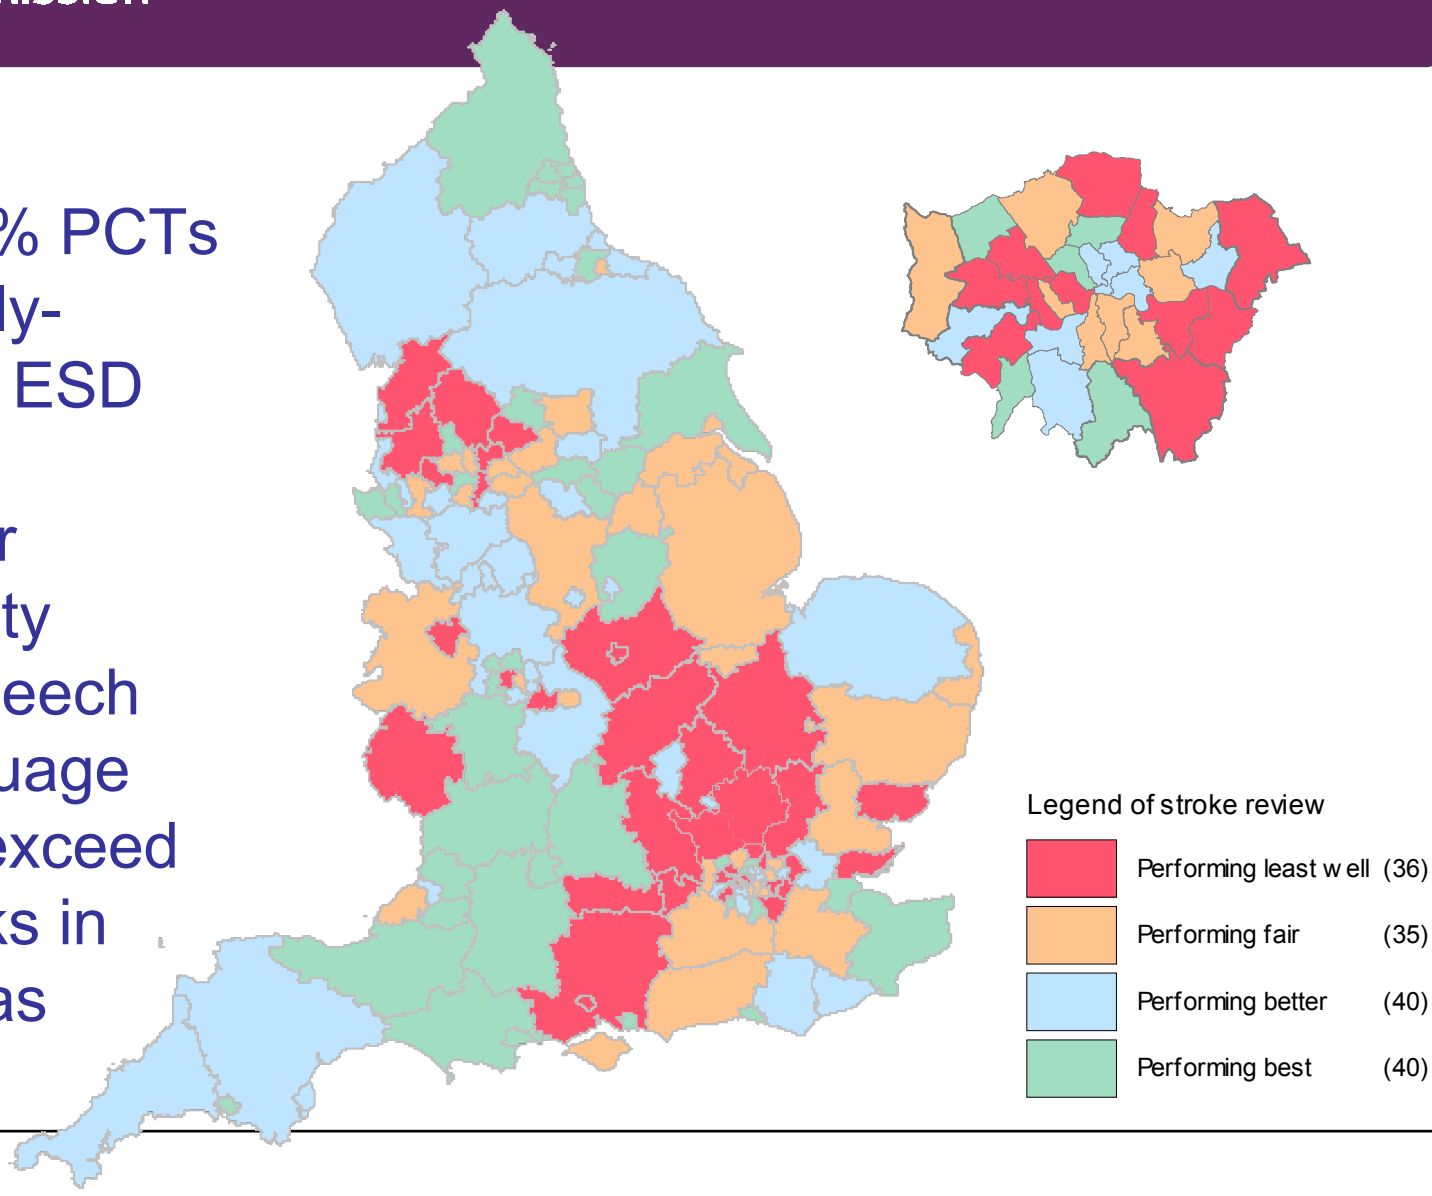 % PCTs
ly-
ESD
r
ty
eech
uage
exceed
ks in
as
Legend of stroke review
Performing least well (36)
Performing fair (35)
Performing better (40)
Performing best (40)